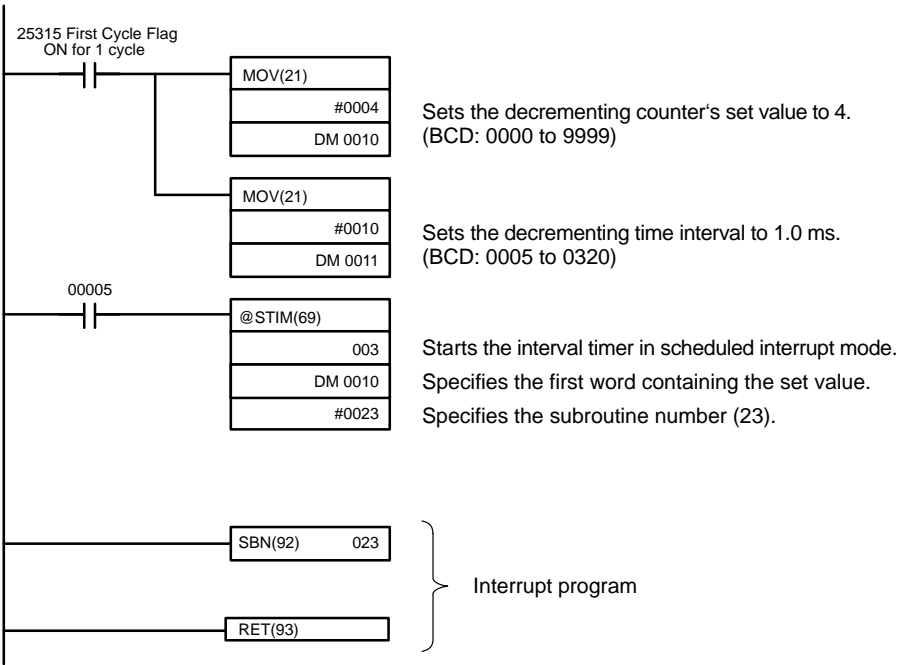 25315 First Cycle Flag
ON for 1 cycle
MOV(21)
#0004
DM 0010
Sets the decrementing counter‘s set value to 4.
(BCD: 0000 to 9999)
MOV(21)
#0010
DM 0011
Sets the decrementing time interval to 1.0 ms.
(BCD: 0005 to 0320)
00005
@STIM(69)
003
Starts the interval timer in scheduled interrupt mode.
DM 0010
Specifies the first word containing the set value.
#0023
Specifies the subroutine number (23).
SBN(92) 023
Interrupt program
RET(93)